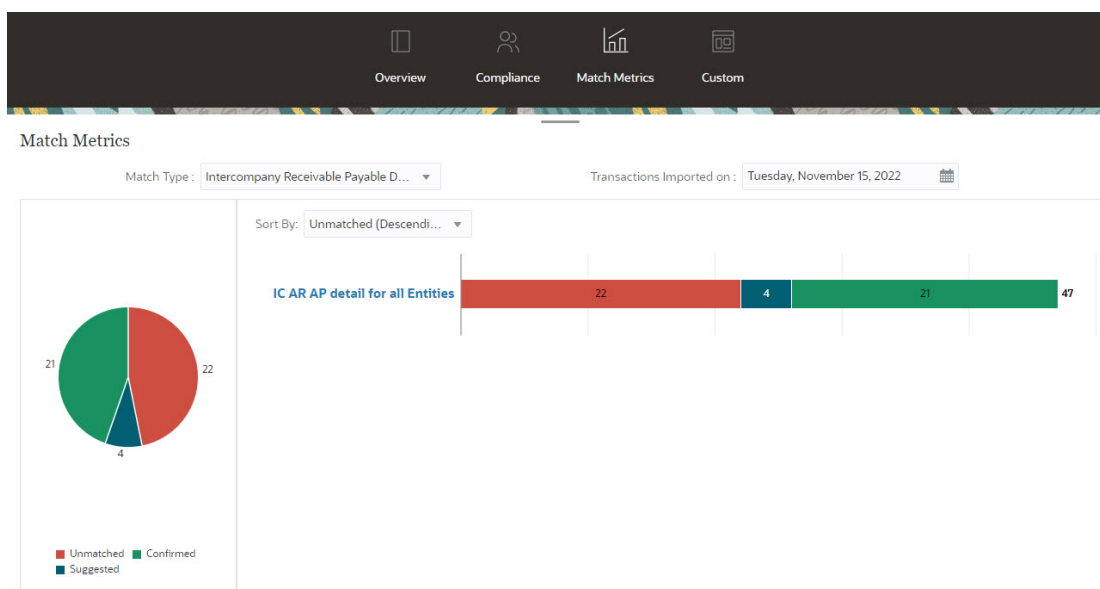 Overview Compliance Match Metrics Custom
Match Metrics
Match Type : Intercompany Receivable Payable D... Transactions Imported on : Tuesday, November 15, 2022
Sort By: Unmatched (Descendi...
IC AR AP detail for all Entities 22 4 21 47
21 22
4
Unmatched Confirmed
Suggested